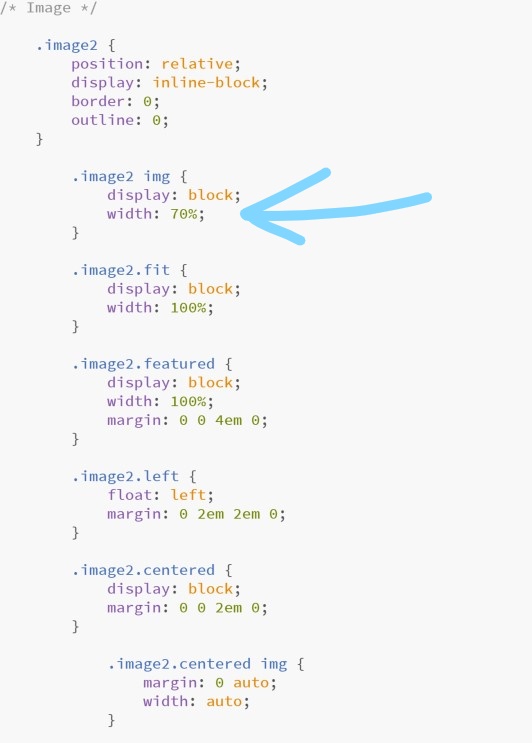 /* Image */
.image2 {
position: relative;
display: inline-block;
border: 0;
outline: 0;
}
.image2 img {
display: block;
width: 70%;
}
.image2.fit {
display: block;
width: 100%;
}
.image2.featured {
display: block;
width: 100%;
margin: 0 0 4em 0;
}
.image2.left {
float: left;
margin: 0 2em 2em 0;
}
.image2.centered {
display: block;
margin: 0 0 2em 0;
}
.image2.centered img {
margin: 0 auto;
width: auto;
}